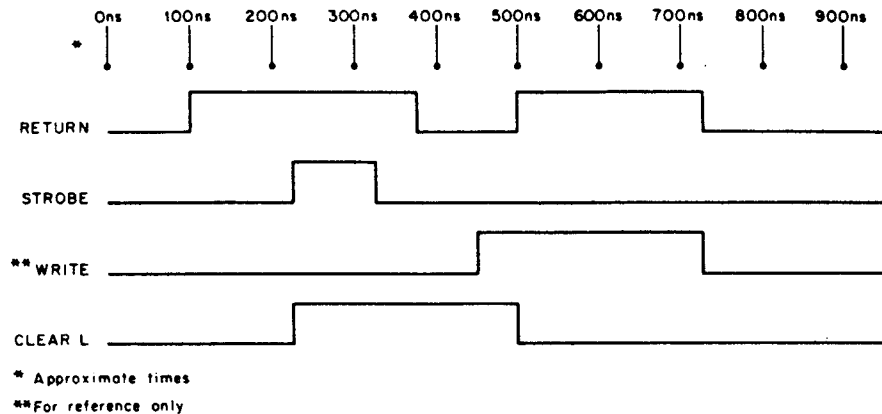 0ns 100ns 200ns 300ns 400ns 500ns 600ns 700ns 800ns 900ns
*
RETURN
STROBE
**WRITE
CLEAR L
* Approximate times
**For reference only